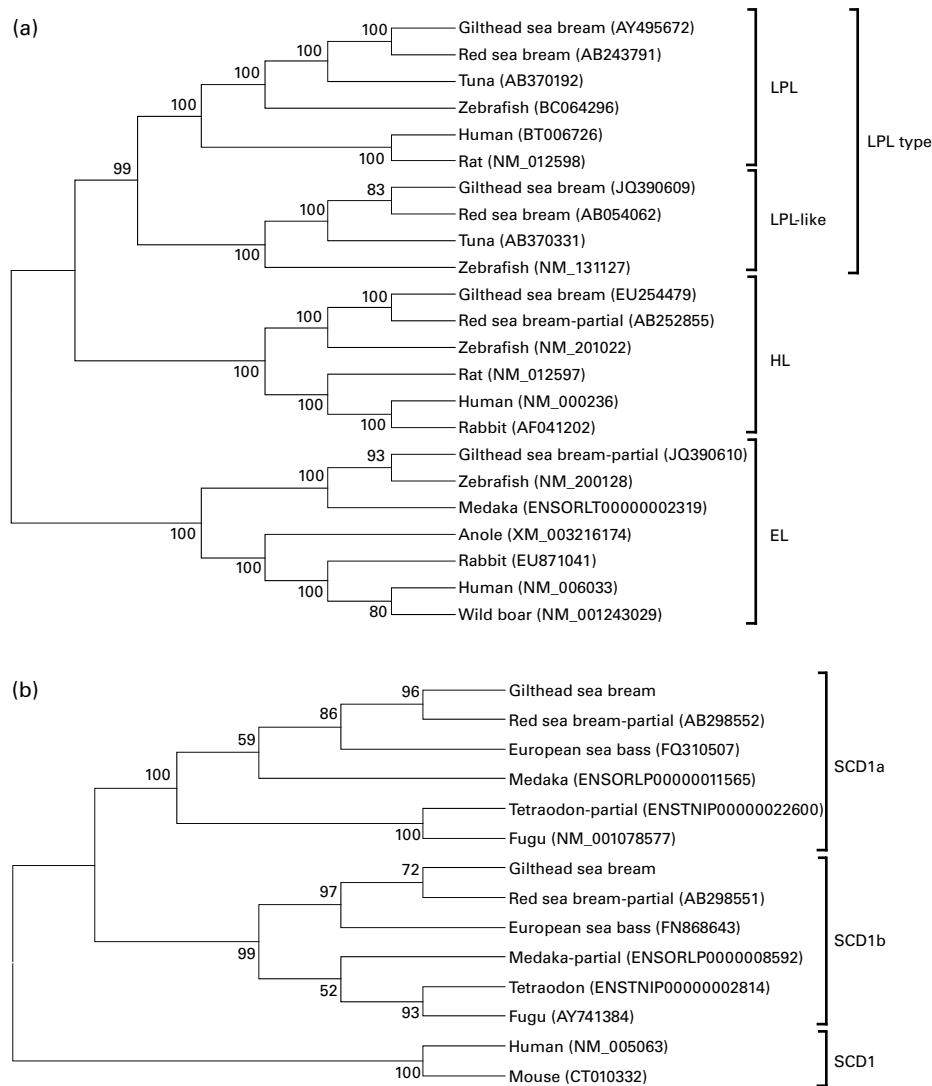 (a)
100
Gilthead sea bream (AY495672)
Red sea bream (AB243791)
100
Tuna (AB370192)
100
Zebrafish (BC064296)
100
Human (BT006726)
100
Rat (NM_012598)
LPL
99
83
Gilthead sea bream (JQ390609)
Red sea bream (AB054062)
100
Tuna (AB370331)
100
Zebrafish (NM_131127)
LPL-like
LPL type
100
Gilthead sea bream (EU254479)
Red sea bream-partial (AB252855)
100
Zebrafish (NM_201022)
100
Rat (NM_012597)
100
Human (NM_000236)
100
Rabbit (AF041202)
HL
93
Gilthead sea bream-partial (JQ390610)
Zebrafish (NM_200128)
100
Medaka (ENSORLT00000002319)
100
Anole (XM_003216174)
100
Rabbit (EU871041)
100
Human (NM_006033)
80
Wild boar (NM_001243029)
EL
(b)
96
Gilthead sea bream
Red sea bream-partial (AB298552)
86
European sea bass (FQ310507)
59
Medaka (ENSORLP00000011565)
100
Tetraodon-partial (ENSTNIP00000022600)
100
Fugu (NM_001078577)
SCD1a
72
Gilthead sea bream
Red sea bream-partial (AB298551)
97
European sea bass (FN868643)
99
Medaka-partial (ENSORLP0000008592)
52
Tetraodon (ENSTNIP00000002814)
93
Fugu (AY741384)
SCD1b
Human (NM_005063)
100
Mouse (CT010332)
SCD1